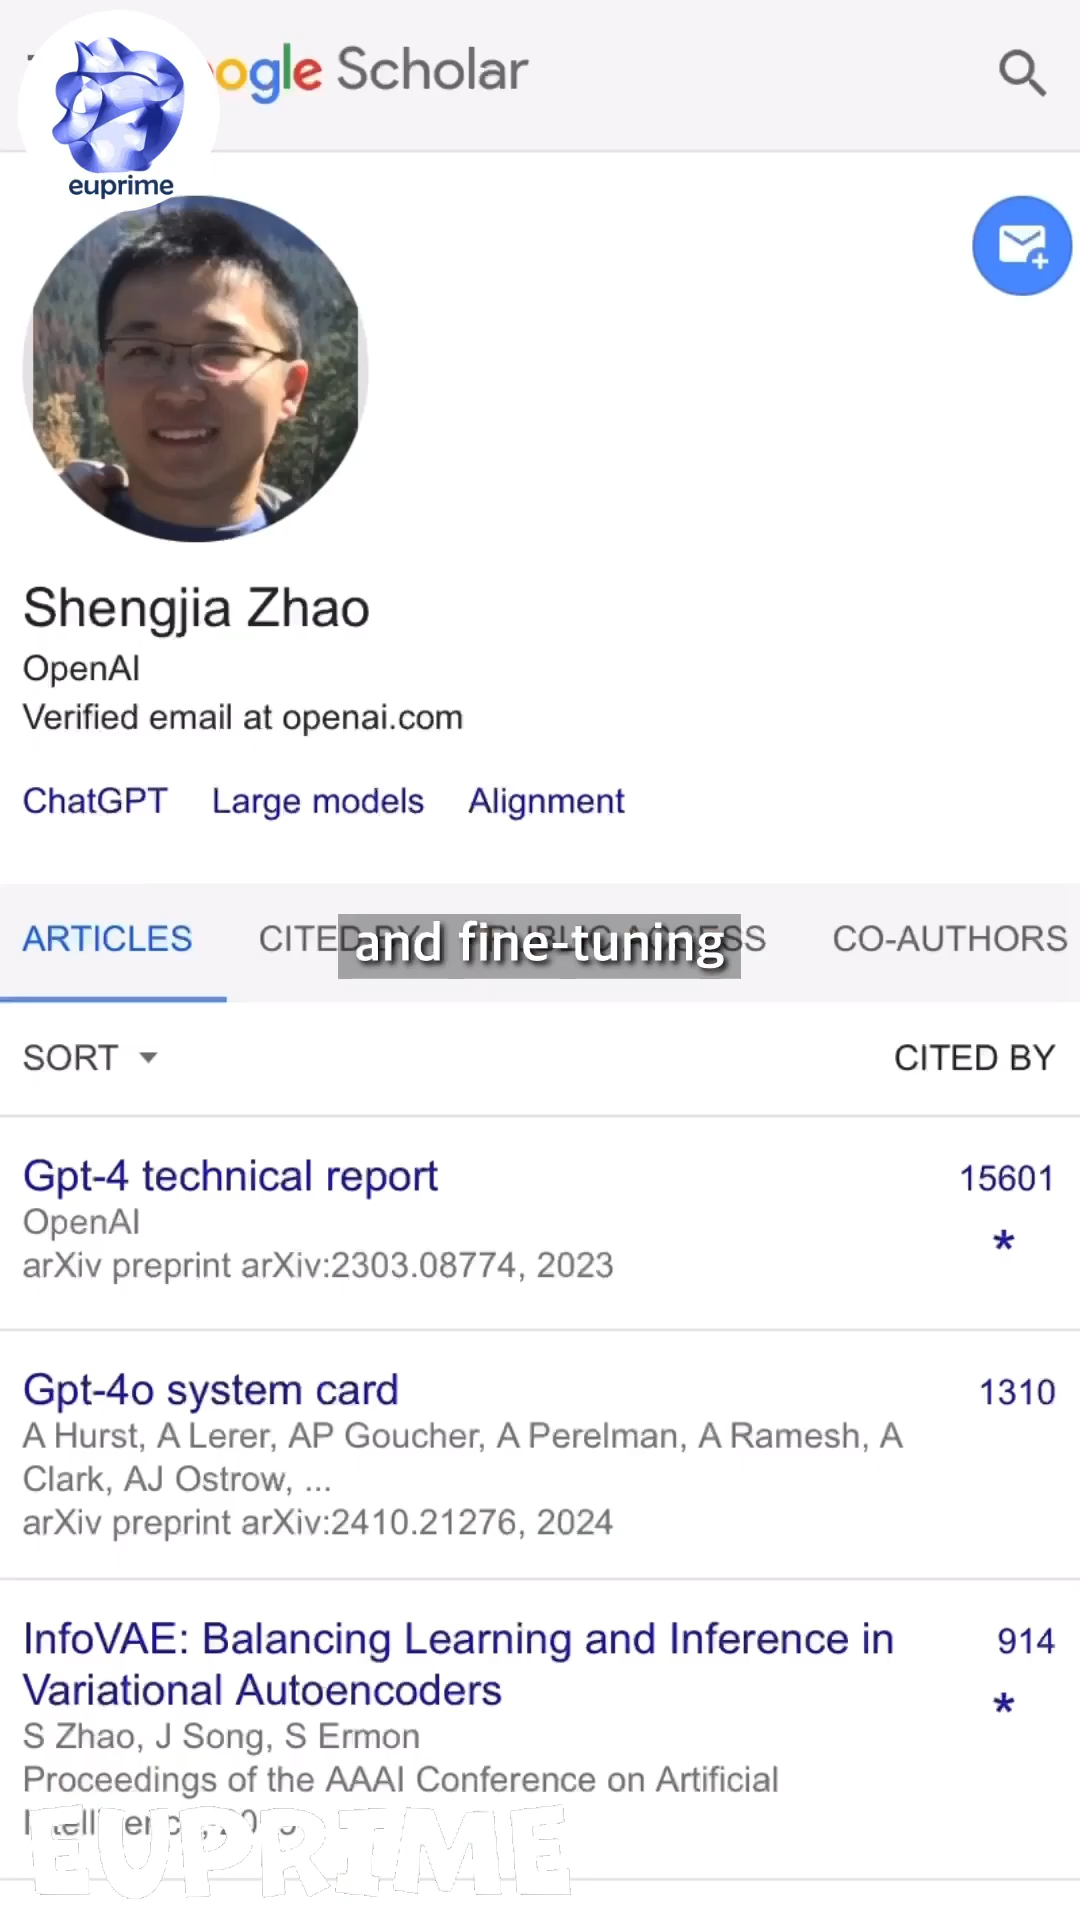 ogle Scholar
euprime
Shengjia Zhao
OpenAI
Verified email at openai.com
ChatGPT Large models Alignment
ARTICLES CITED BY PUBLIC ACCESS CO-AUTHORS
and fine-tuning
SORT CITED BY
Gpt-4 technical report 15601
OpenAI *
arXiv preprint arXiv:2303.08774, 2023
Gpt-4o system card 1310
A Hurst, A Lerer, AP Goucher, A Perelman, A Ramesh, A
Clark, AJ Ostrow, ...
arXiv preprint arXiv:2410.21276, 2024
InfoVAE: Balancing Learning and Inference in 914
Variational Autoencoders *
S Zhao, J Song, S Ermon
Proceedings of the AAAI Conference on Artificial
EUPRIME